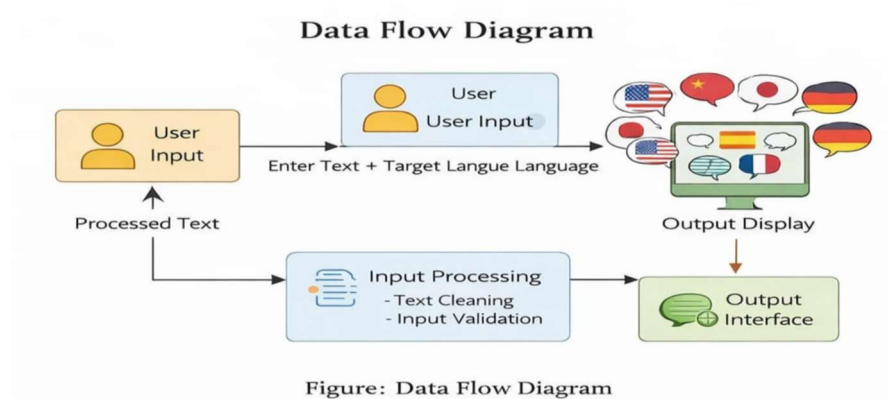 Data Flow Diagram
User
Input
User
User Input
Enter Text + Target Langue Language
Processed Text
Output Display
Input Processing
- Text Cleaning
- Input Validation
Output
Interface
Figure: Data Flow Diagram